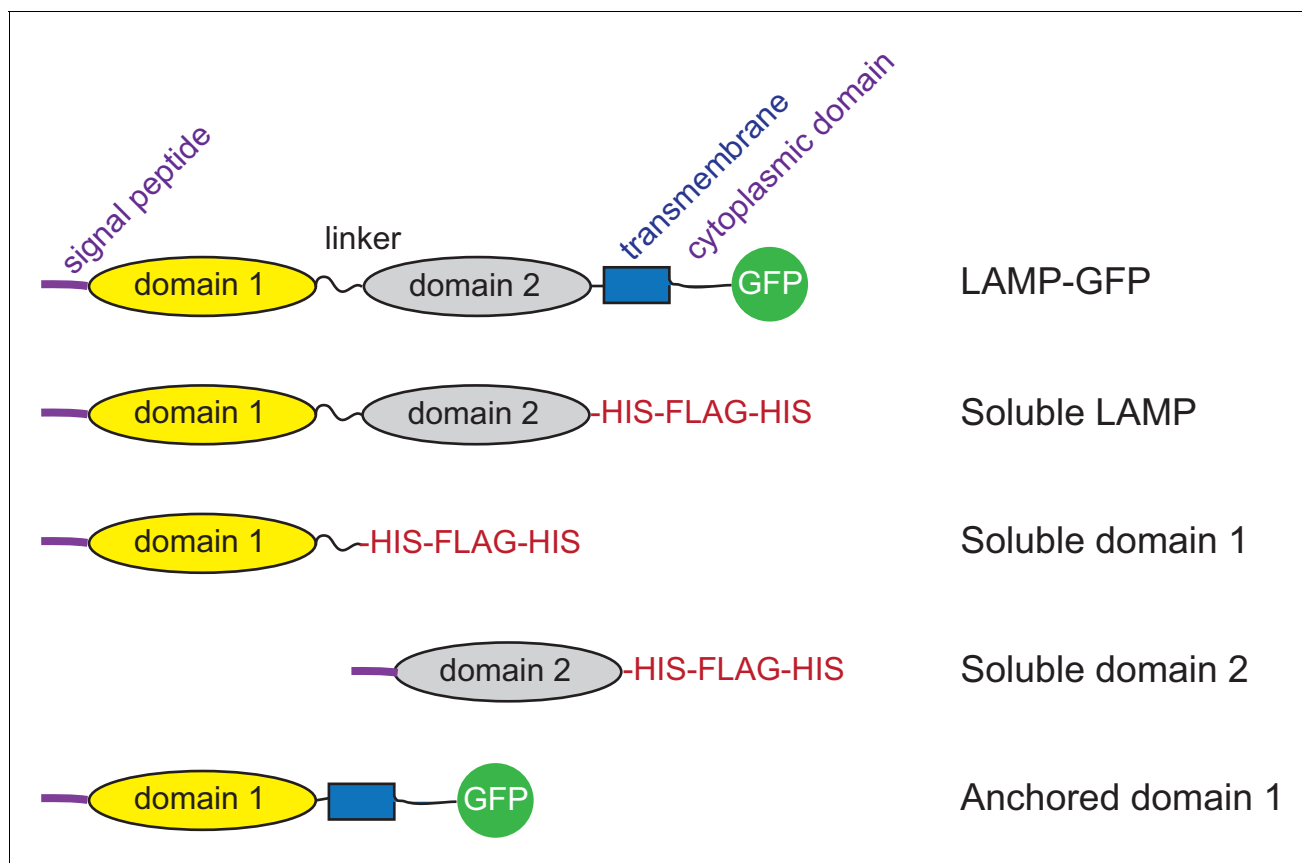 signal peptide
linker
transmembrane
cytoplasmic domain
domain 1
domain 2
GFP
LAMP-GFP
domain 1
domain 2
-HIS-FLAG-HIS
Soluble LAMP
domain 1
-HIS-FLAG-HIS
Soluble domain 1
domain 2
-HIS-FLAG-HIS
Soluble domain 2
domain 1
GFP
Anchored domain 1